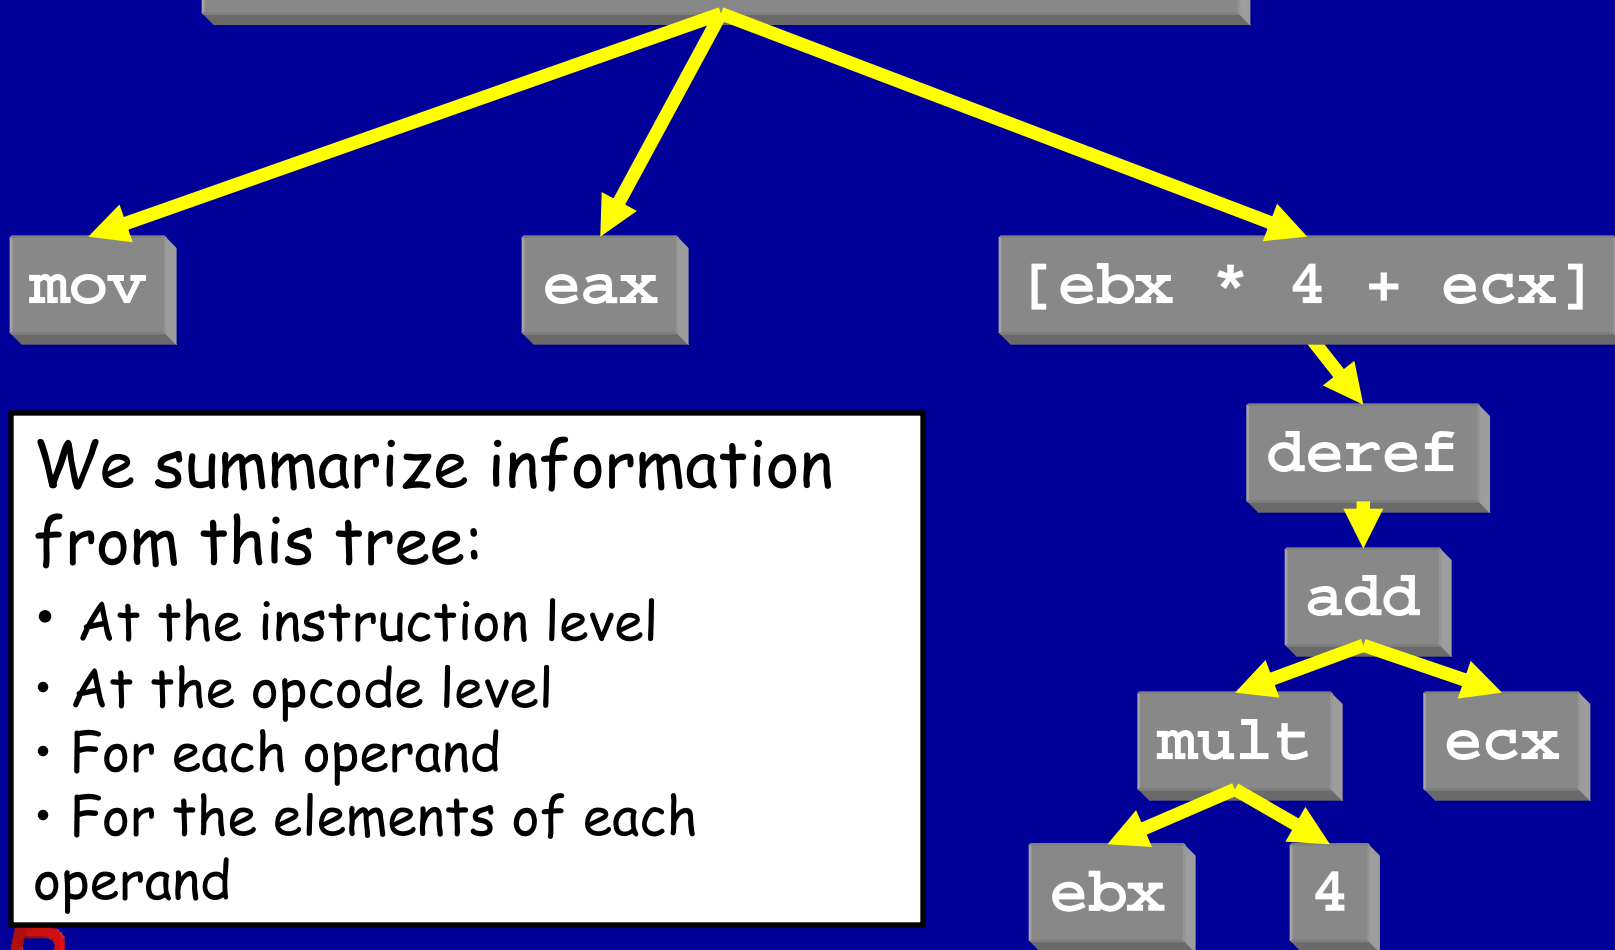 mov
eax
[ebx * 4 + ecx]
deref
add
mult
ecx
ebx
4
We summarize information
from this tree:
• At the instruction level
• At the opcode level
• For each operand
• For the elements of each
operand